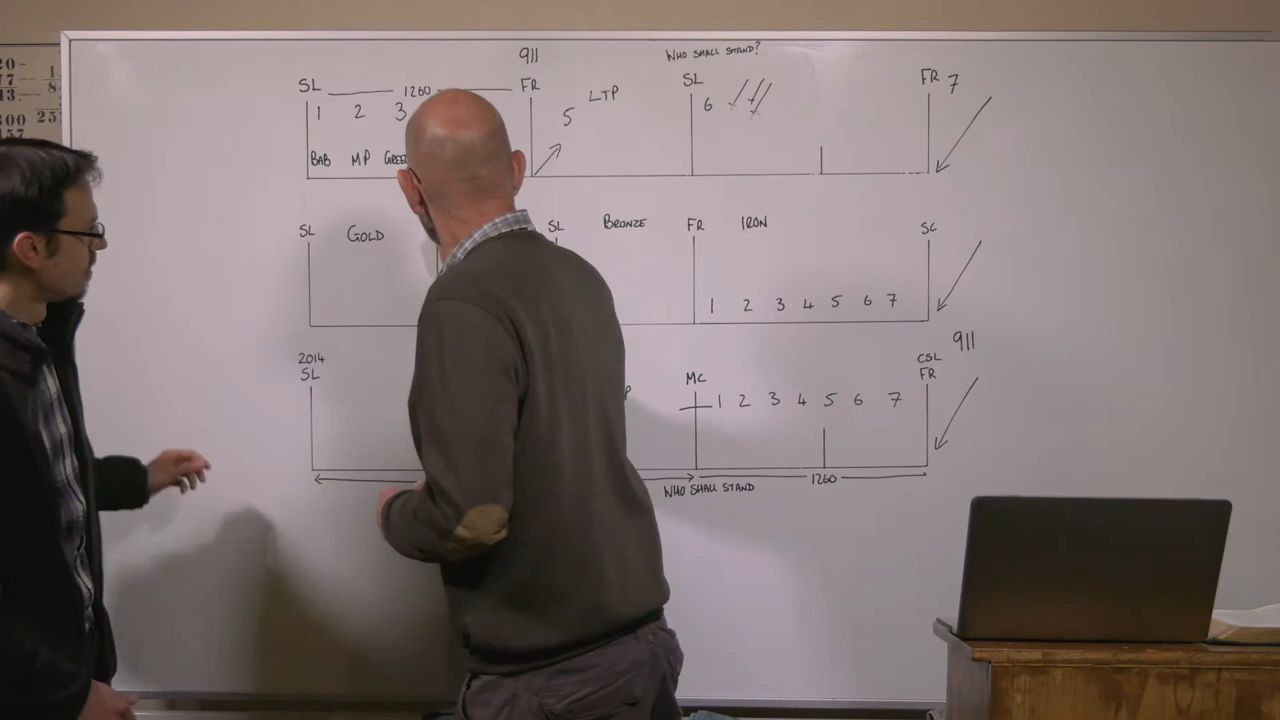 911
WHO SHALL STAND?
SL 1260 FR LTP SL FR 7
1 2 3 5 6
BAB MP
SL GOLD SL BRONZE FR IRON SC
1 2 3 4 5 6 7
911
2014 CSL
SL MC FR
1 2 3 4 5 6 7
WHO SHALL STAND 1260